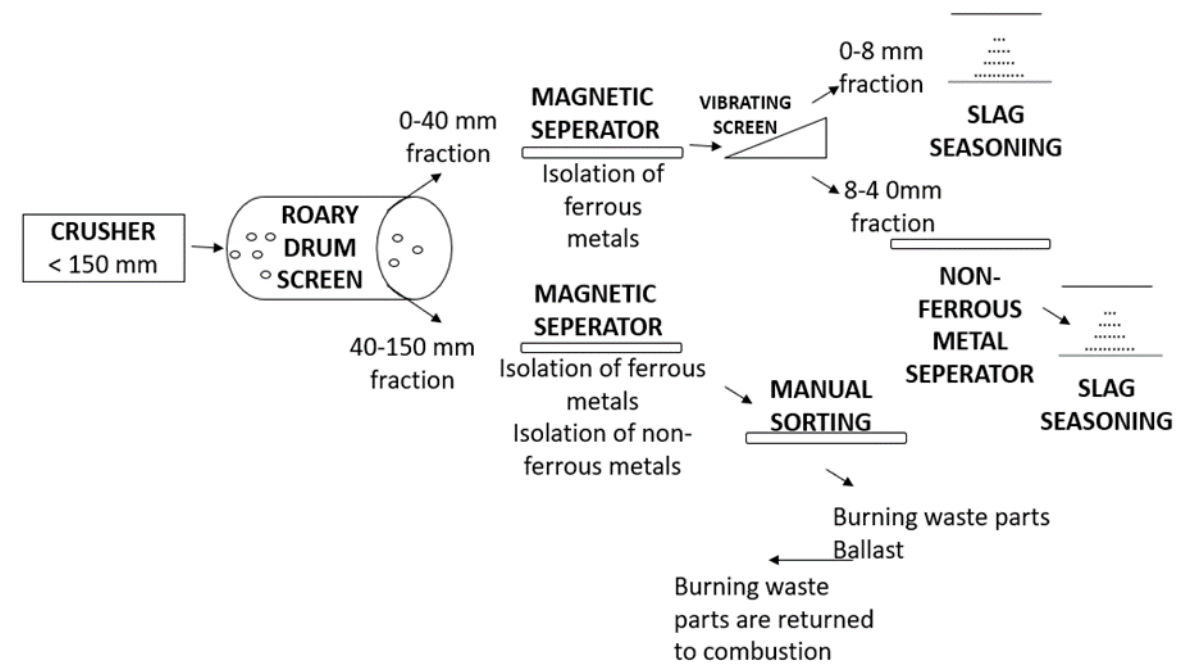 CRUSHER
< 150 mm
ROARY
DRUM
SCREEN
0-40 mm
fraction
40-150 mm
fraction
MAGNETIC
SEPERATOR
Isolation of
ferrous
metals
MAGNETIC
SEPERATOR
Isolation of ferrous
metals
Isolation of non-
ferrous metals
VIBRATING
SCREEN
0-8 mm
fraction
SLAG
SEASONING
8-4 0mm
fraction
NON-
FERROUS
METAL
SEPERATOR
SLAG
SEASONING
MANUAL
SORTING
Burning waste parts
Ballast
Burning waste
parts are returned
to combustion